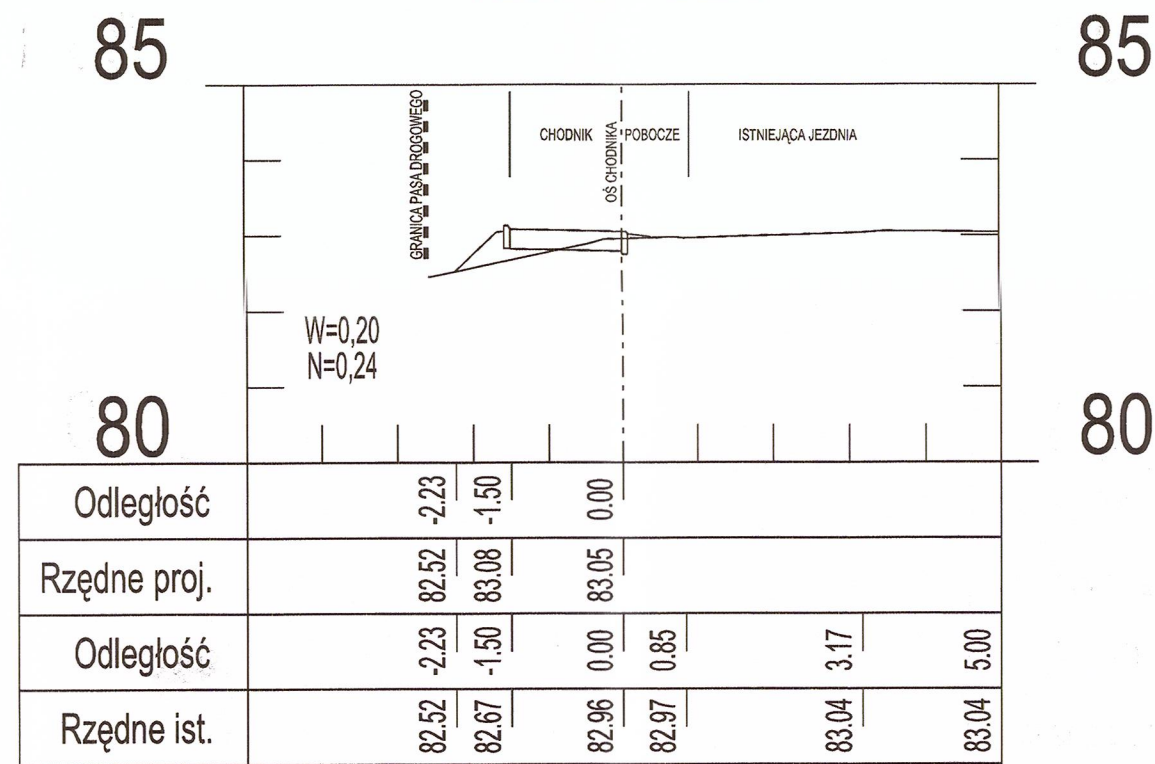 85
85
GRANICA PASA DROGOWEGO
CHODNIK
OŚ CHODNIKA
POBOCZE
ISTNIEJĄCA JEZDNIA
W=0,20
N=0,24
80
80
Odległość -2.23 -1.50 0.00
Rzędne proj. 82.52 83.08 83.05
Odległość -2.23 -1.50 0.00 0.85 3.17 5.00
Rzędne ist. 82.52 82.67 82.96 82.97 83.04 83.04